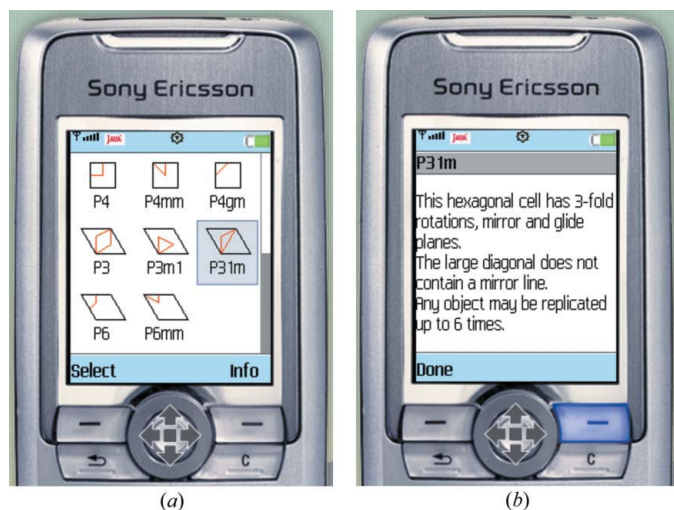 Sony Ericsson
Java
P4 P4mm P4gm
P3 P3m1 P31m
P6 P6mm
Select Info
C
(a)
Sony Ericsson
Java
P31m
This hexagonal cell has 3-fold
rotations, mirror and glide
planes.
The large diagonal does not
contain a mirror line.
Any object may be replicated
up to 6 times.
Done
C
(b)